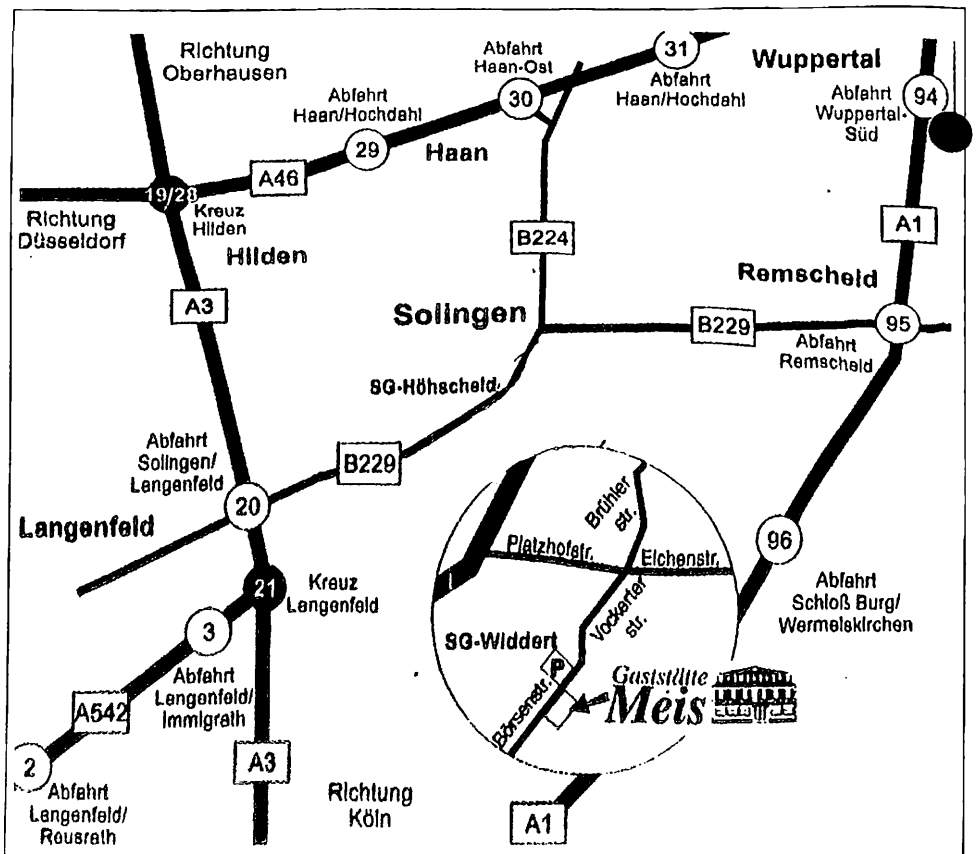 Richtung
Oberhausen
Abfahrt
Haan-Ost
31
Wuppertal
Abfahrt
Haan/Hochdahl
30
Abfahrt
Haan/Hochdahl
Abfahrt
Wuppertal-
Süd
94
29
Haan
A46
19/28
Kreuz
Hilden
Richtung
Düsseldorf
Hilden
B224
A1
Remscheid
A3
Solingen
B229
95
Abfahrt
Remscheid
SG-Höhscheid
Abfahrt
Solingen/
Langenfeld
B229
20
Langenfeld
Brühler
str.
Platzhofstr.
Eichenstr.
96
21
Kreuz
Langenfeld
Abfahrt
Schloß Burg/
Wermelskirchen
3
Vockerter
str.
SG-Widdert
P
Gaststätte
Meis
Börsenstr.
Abfahrt
Langenfeld/
Immigrath
A542
2
A3
Abfahrt
Langenfeld/
Reusrath
Richtung
Köln
A1